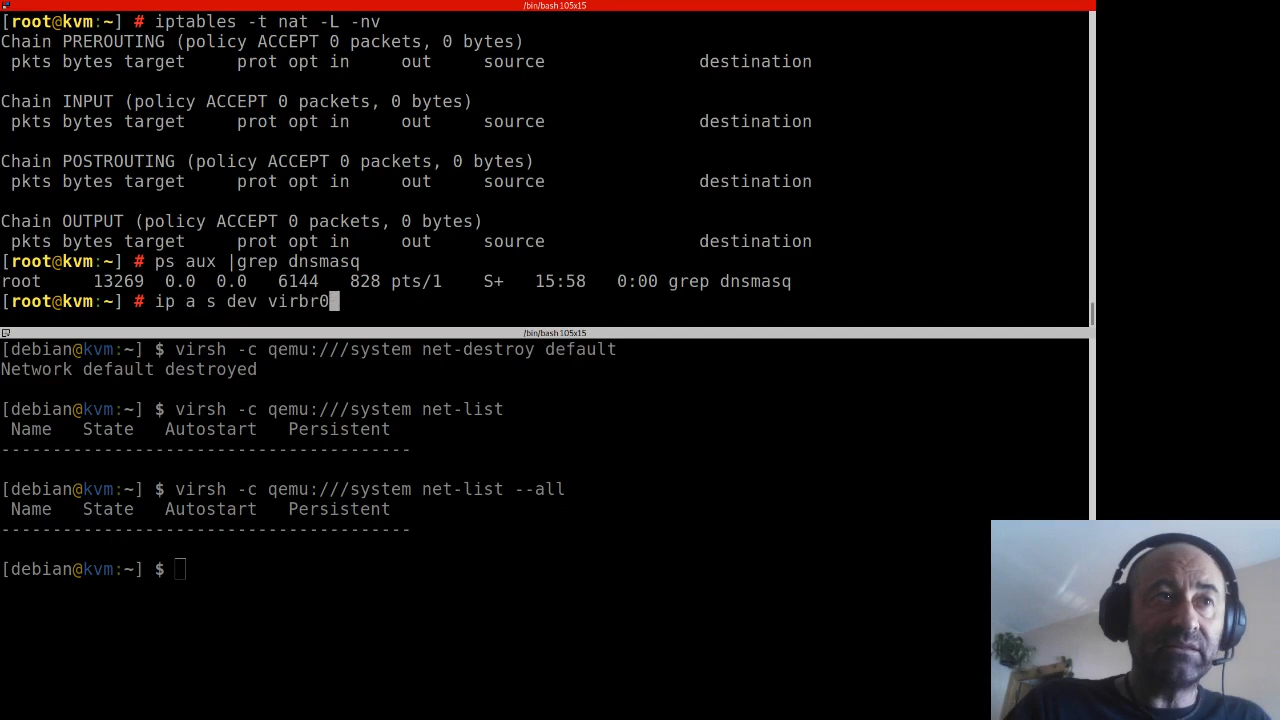 /bin/bash 105x15
[root@kvm:~] # iptables -t nat -L -nv
Chain PREROUTING (policy ACCEPT 0 packets, 0 bytes)
 pkts bytes target     prot opt in     out     source               destination

Chain INPUT (policy ACCEPT 0 packets, 0 bytes)
 pkts bytes target     prot opt in     out     source               destination

Chain POSTROUTING (policy ACCEPT 0 packets, 0 bytes)
 pkts bytes target     prot opt in     out     source               destination

Chain OUTPUT (policy ACCEPT 0 packets, 0 bytes)
 pkts bytes target     prot opt in     out     source               destination
[root@kvm:~] # ps aux |grep dnsmasq
root     13269  0.0  0.0   6144   828 pts/1    S+   15:58   0:00 grep dnsmasq
[root@kvm:~] # ip a s dev virbr0
/bin/bash 105x15
[debian@kvm:~] $ virsh -c qemu:///system net-destroy default
Network default destroyed

[debian@kvm:~] $ virsh -c qemu:///system net-list
 Name   State   Autostart   Persistent
----------------------------------------

[debian@kvm:~] $ virsh -c qemu:///system net-list --all
 Name   State   Autostart   Persistent
----------------------------------------

[debian@kvm:~] $